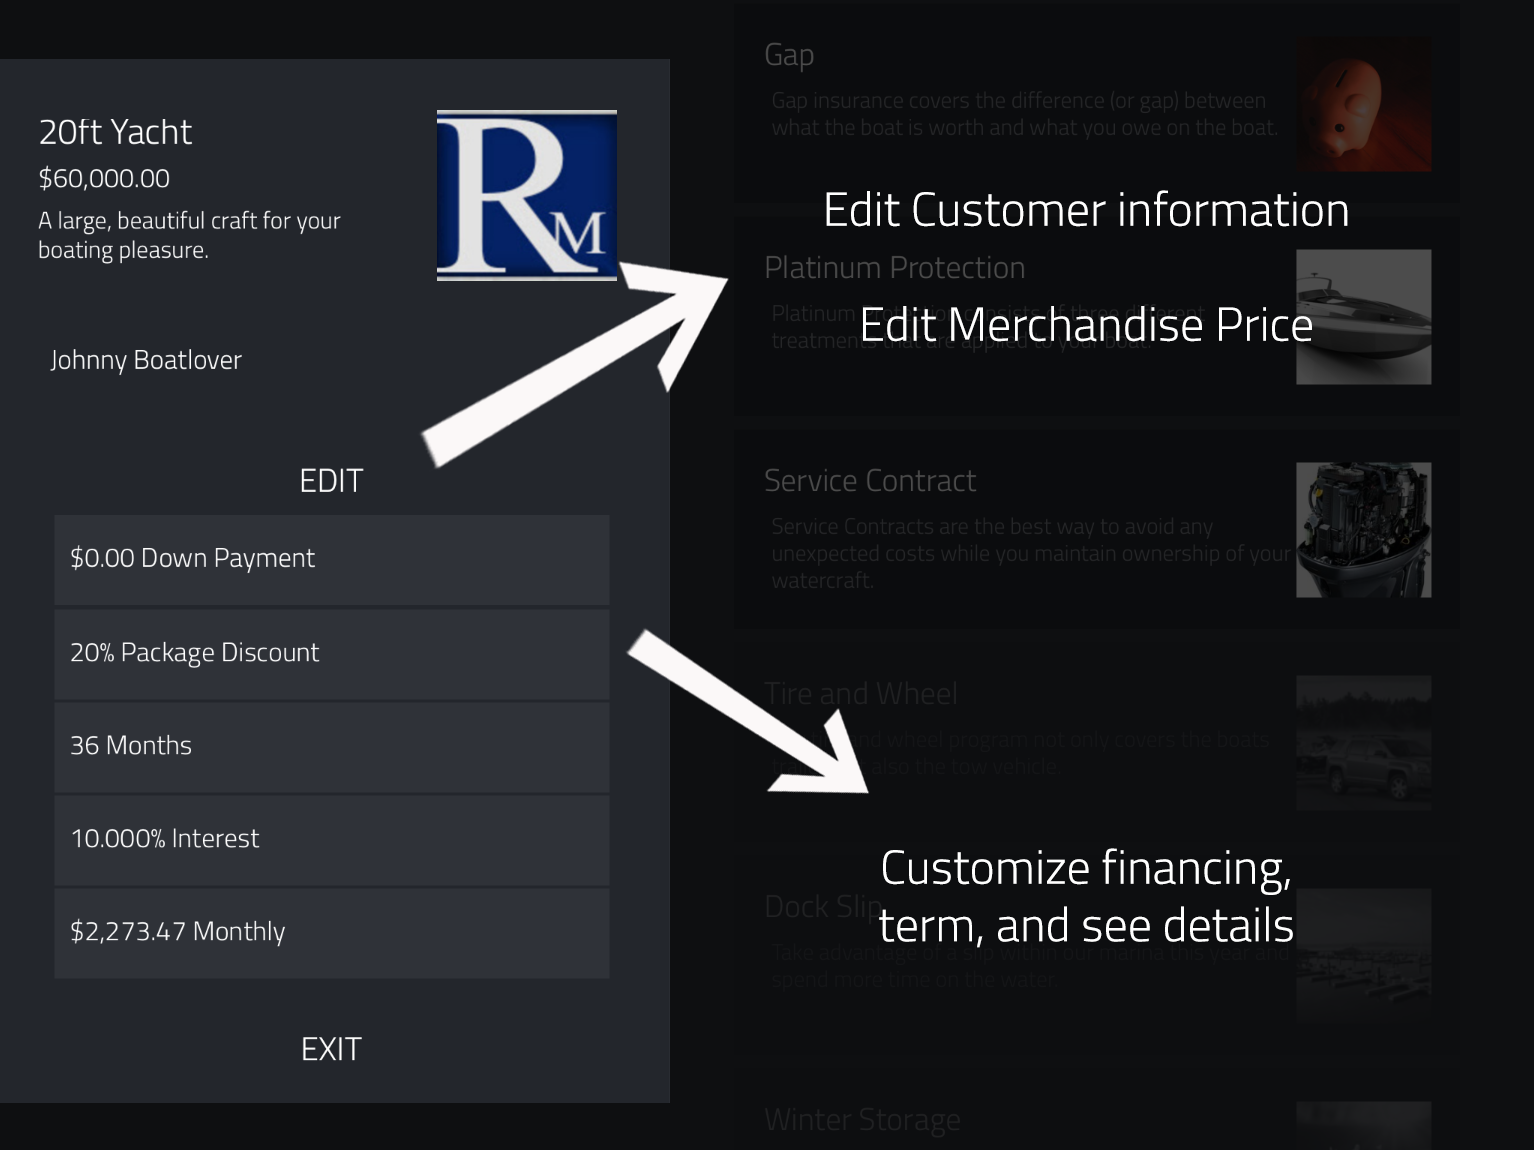 20ft Yacht
$60,000.00
A large, beautiful craft for your
boating pleasure.
RM
Johnny Boatlover
EDIT
$0.00 Down Payment
20% Package Discount
36 Months
10.000% Interest
$2,273.47 Monthly
EXIT
Gap
Gap insurance covers the difference (or gap) between
what the boat is worth and what you owe on the boat.
Edit Customer information
Platinum Protection
Platinum Protection consists of three different
Edit Merchandise Price
treatments that are applied to your boat.
Service Contract
Service Contracts are the best way to avoid any
unexpected costs while you maintain ownership of your
watercraft.
Tire and Wheel
and wheel program not only covers the boats
also the tow vehicle.
Customize financing,
term, and see details
Dock Slip
Take advantage of a slip within our marina this year and
spend more time on the water.
Winter Storage